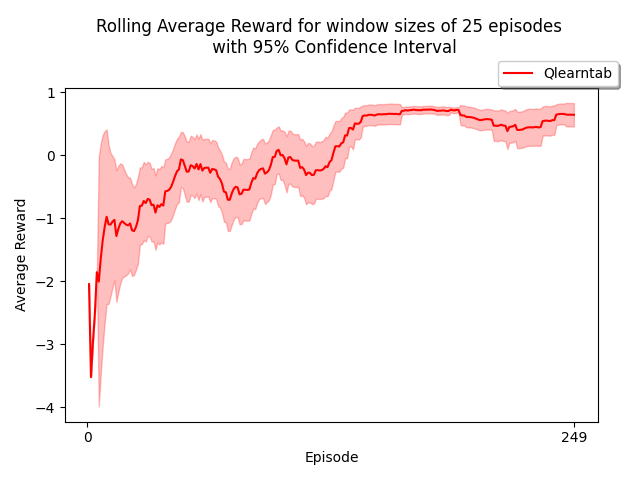 Rolling Average Reward for window sizes of 25 episodes
with 95% Confidence Interval
Qlearntab
1
0
−1
−2
−3
−4
Average Reward
0
249
Episode